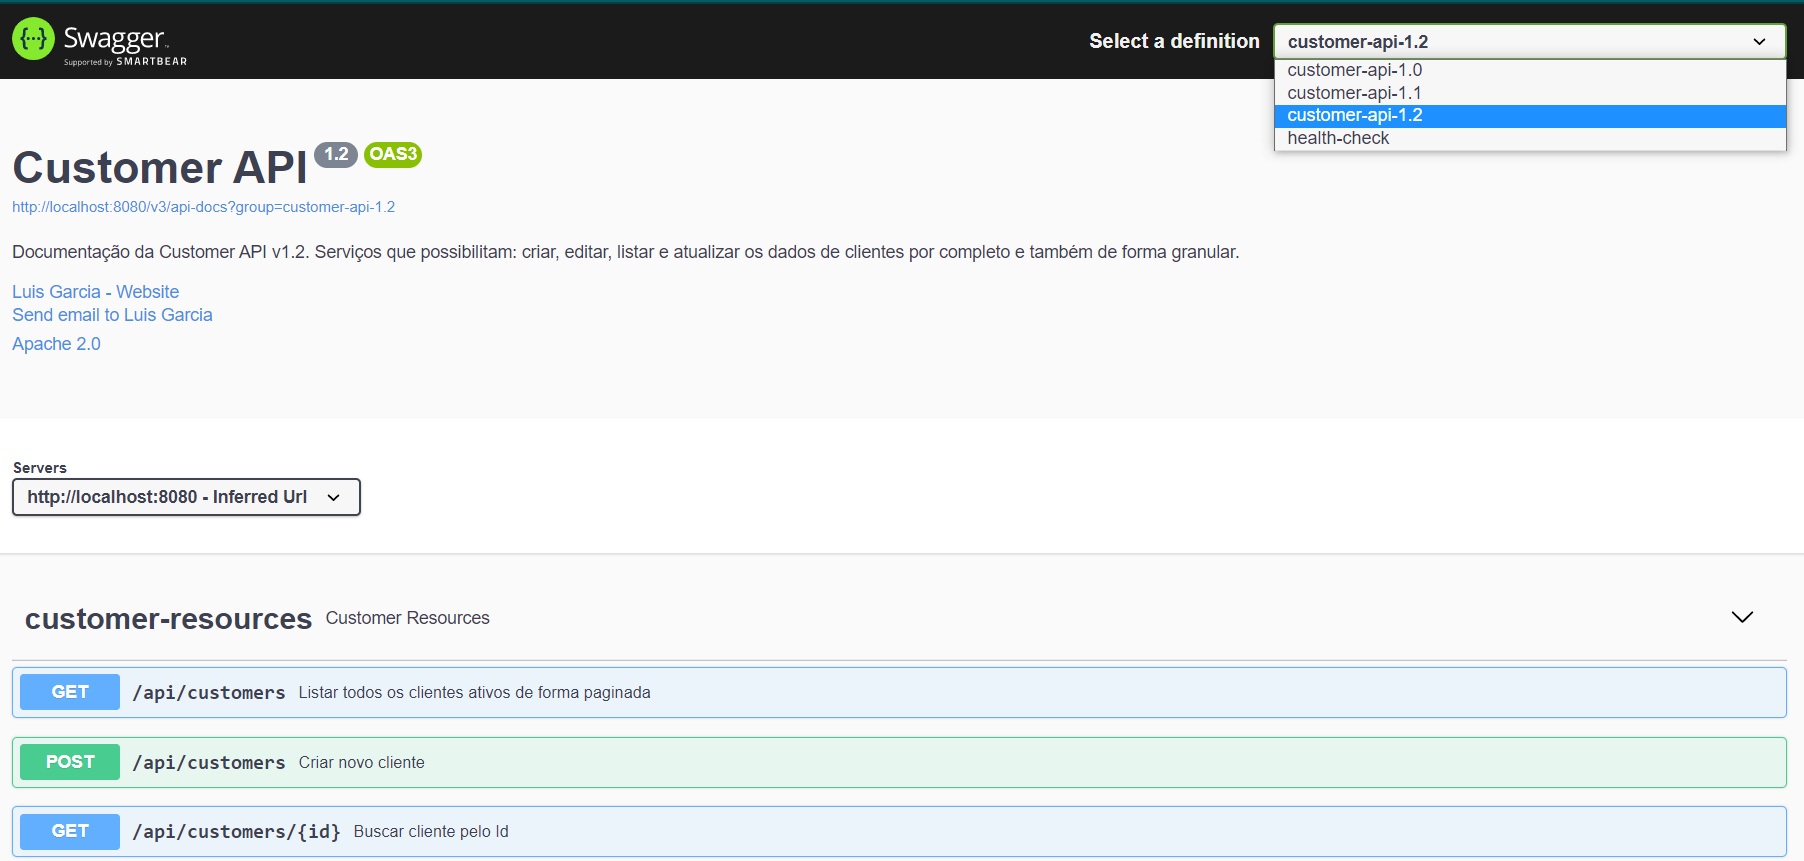 {···} Swagger™
Supported by SMARTBEAR
Select a definition
customer-api-1.2
customer-api-1.0
customer-api-1.1
customer-api-1.2
health-check
Customer API 1.2 OAS3
http://localhost:8080/v3/api-docs?group=customer-api-1.2
Documentação da Customer API v1.2. Serviços que possibilitam: criar, editar, listar e atualizar os dados de clientes por completo e também de forma granular.
Luis Garcia - Website
Send email to Luis Garcia
Apache 2.0
Servers
http://localhost:8080 - Inferred Url
customer-resources Customer Resources
GET /api/customers Listar todos os clientes ativos de forma paginada
POST /api/customers Criar novo cliente
GET /api/customers/{id} Buscar cliente pelo Id